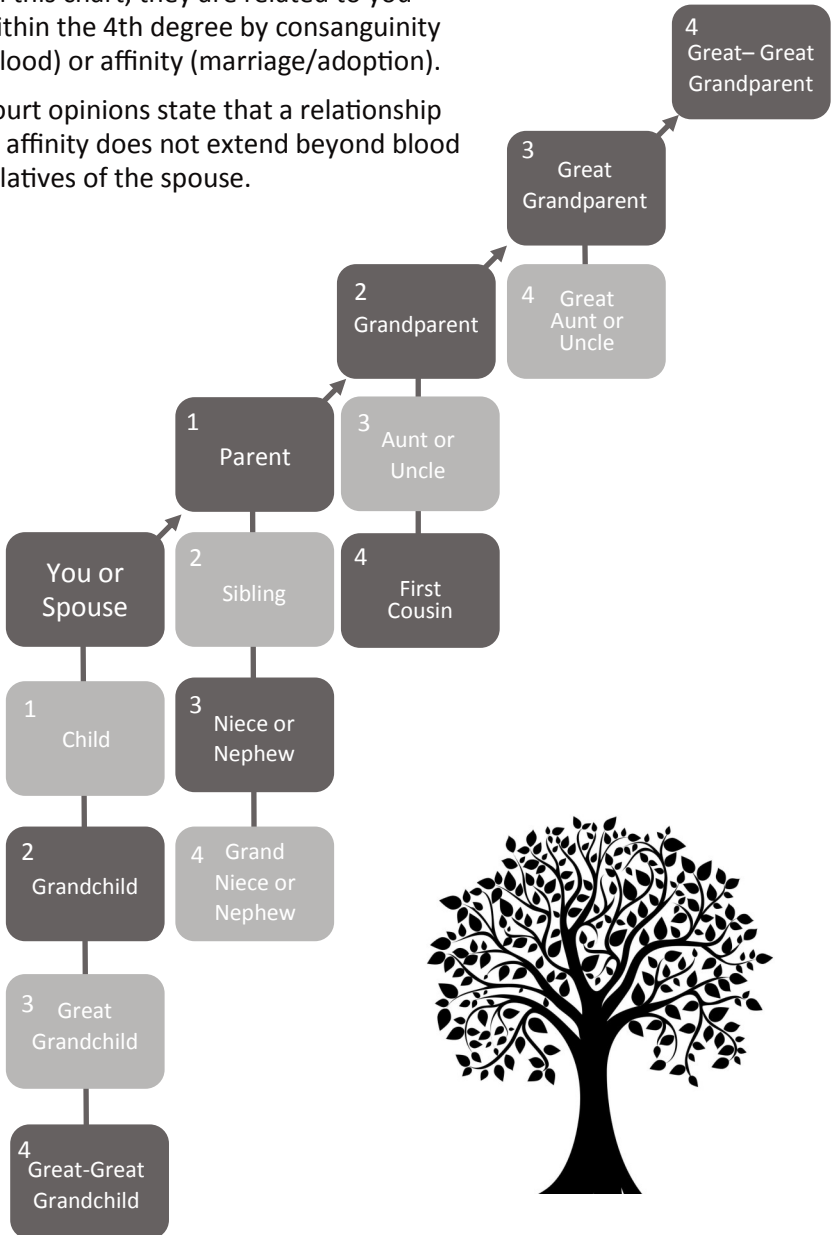 n this chart, they are related to you
ithin the 4th degree by consanguinity
lood) or affinity (marriage/adoption).
ourt opinions state that a relationship
affinity does not extend beyond blood
latives of the spouse.
4
Great– Great
Grandparent
3
Great
Grandparent
2
Grandparent
4 Great
Aunt or
Uncle
1
Parent
3
Aunt or
Uncle
You or
Spouse
2
Sibling
4
First
Cousin
1
Child
3
Niece or
Nephew
2
Grandchild
4 Grand
Niece or
Nephew
3 Great
Grandchild
4
Great-Great
Grandchild